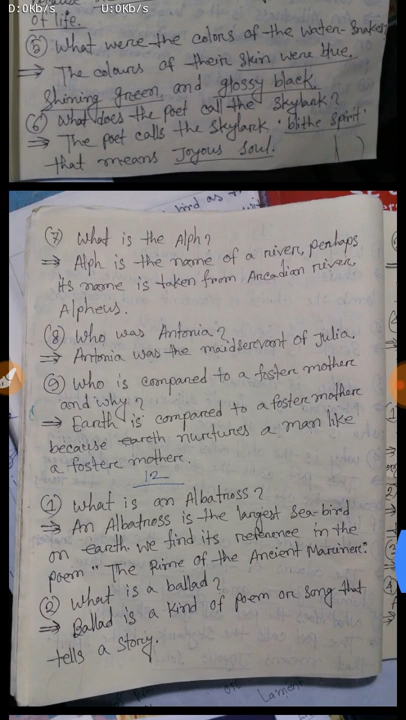 D:0Kb/s U:0Kb/s
of life.
(5) What were the colors of the water-snakes
⇒ The colours of their skin were blue,
shining green, and glossy black.
(6) What does the poet call the skylark?
⇒ The poet calls the skylark 'blithe spirit'
that means Joyous Soul.
(7) What is the Alph?
⇒ Alph is the name of a river, perhaps
its name is taken from Arcadian river,
Alpheus.
(8) Who was Antonia?
⇒ Antonia was the maidservant of Julia.
(9) Who is compared to a foster mother
and why?
⇒ Earth is compared to a foster mother
because earth nurtures a man like
a foster mother.
12
(1) What is an Albatross?
⇒ An Albatross is the largest sea-bird
on earth we find its reference in the
poem "The Rime of the Ancient Mariner."
(2) What is a ballad?
⇒ Ballad is a kind of poem or song that
tells a story.